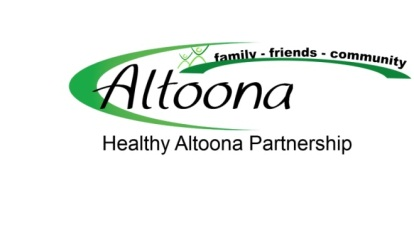 family - friends - community
Altoona
Healthy Altoona Partnership